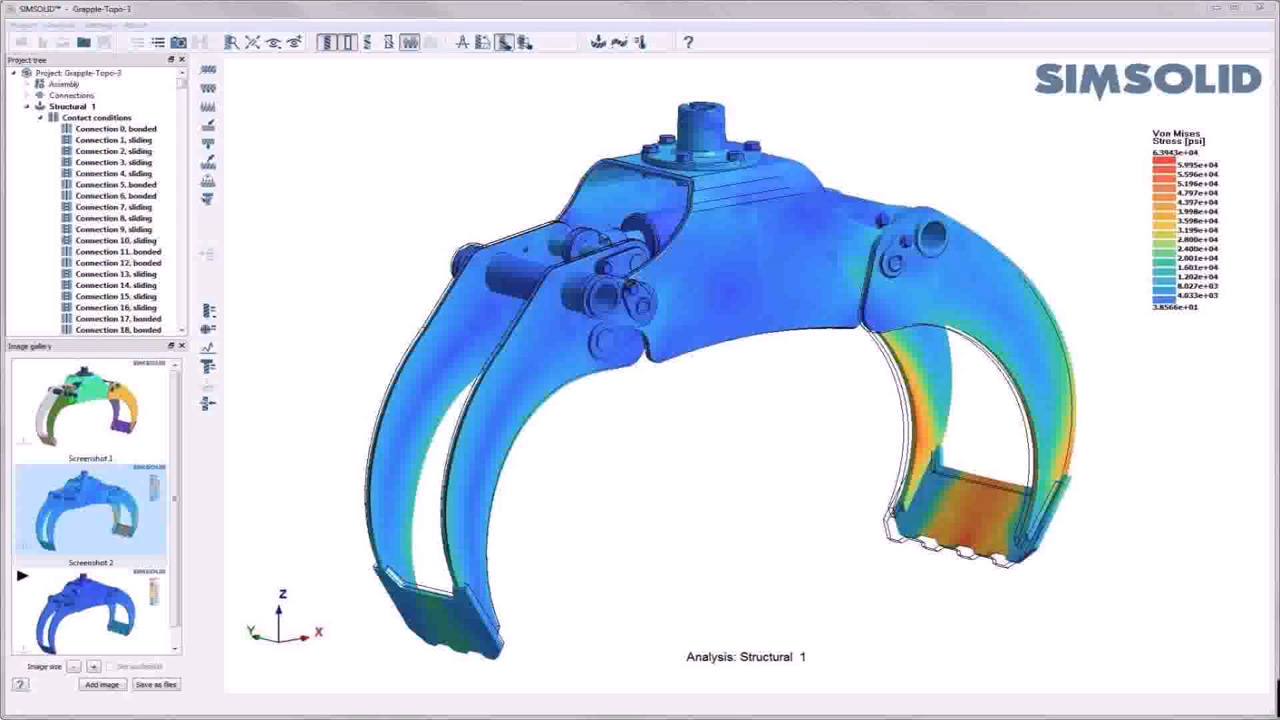 SIMSOLID™ - Grapple-Topo-3
?
Project tree
Project: Grapple-Topo-3
Assembly
Connections
Structural 1
Contact conditions
Connection 0, bonded
Connection 1, sliding
Connection 2, sliding
Connection 3, sliding
Connection 4, sliding
Connection 5, bonded
Connection 6, bonded
Connection 7, sliding
Connection 8, sliding
Connection 9, sliding
Connection 10, sliding
Connection 11, bonded
Connection 12, bonded
Connection 13, sliding
Connection 14, sliding
Connection 15, sliding
Connection 16, sliding
Connection 17, bonded
Connection 18, bonded
Image gallery
SIMSOLID
Screenshot 1
SIMSOLID
Screenshot 2
SIMSOLID
Image size - +
? Add image Save as files
SIMSOLID
Von Mises
Stress [psi]
6.3943e+04
5.995e+04
5.596e+04
5.196e+04
4.797e+04
4.397e+04
3.998e+04
3.598e+04
3.199e+04
2.800e+04
2.400e+04
2.001e+04
1.601e+04
1.202e+04
8.027e+03
4.033e+03
3.8566e+01
Z
Y
X
Analysis: Structural 1